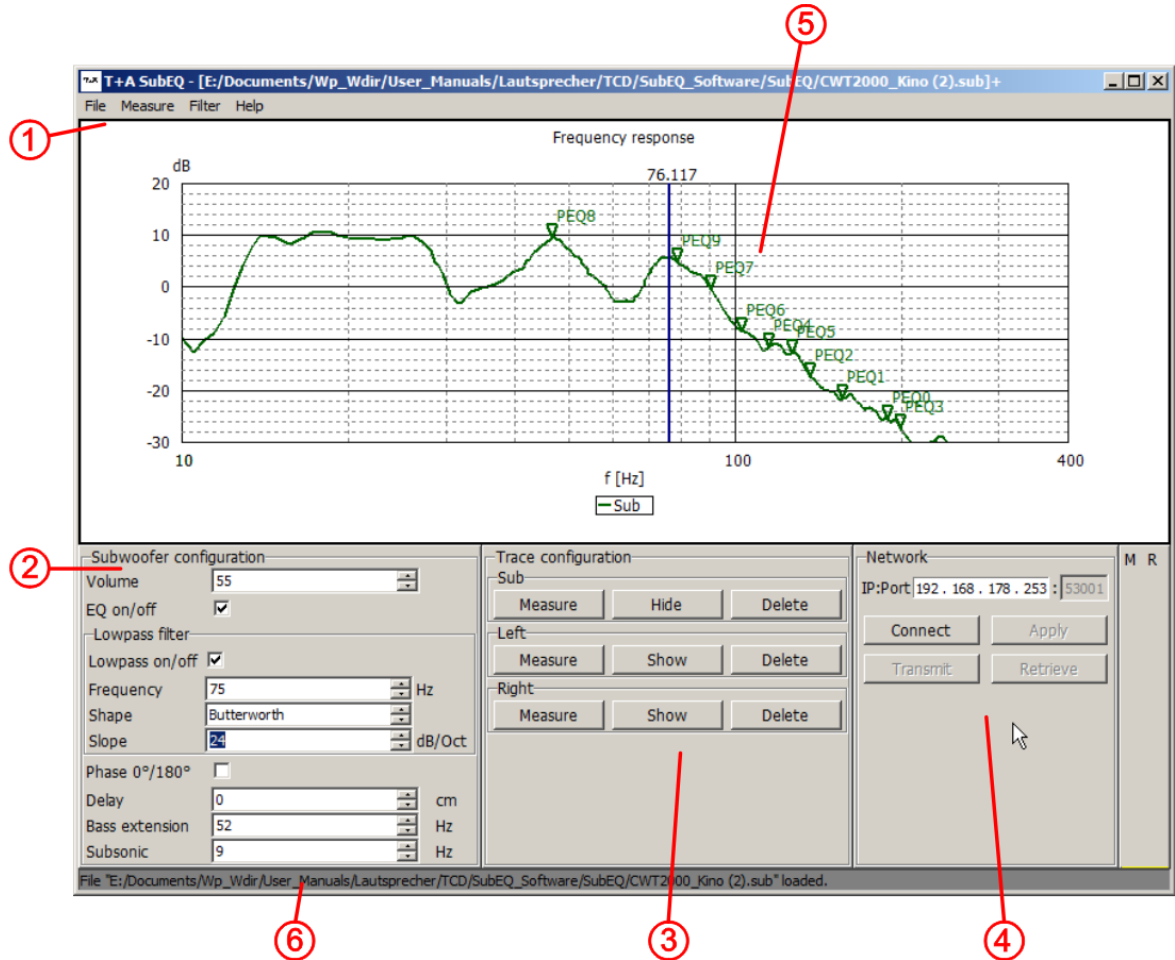 5
T+A SubEQ - [E:/Documents/Wp_Wdir/User_Manuals/Lautsprecher/TCD/SubEQ_Software/SubEQ/CWT2000_Kino (2).sub]+
File Measure Filter Help
1
Frequency response
dB
76.117
20
10
0
-10
-20
-30
PEQ8
PEQ9
PEQ7
PEQ6
PEQ4
PEQ5
PEQ2
PEQ1
PEQ0
PEQ3
10 100 400
f [Hz]
Sub
2
Subwoofer configuration
Volume 55
EQ on/off
Lowpass filter
Lowpass on/off
Frequency 75 Hz
Shape Butterworth
Slope 24 dB/Oct
Phase 0°/180°
Delay 0 cm
Bass extension 52 Hz
Subsonic 9 Hz
Trace configuration
Sub
Measure Hide Delete
Left
Measure Show Delete
Right
Measure Show Delete
Network
IP:Port 192 . 168 . 178 . 253 : 53001
Connect Apply
Transmit Retrieve
M R
File "E:/Documents/Wp_Wdir/User_Manuals/Lautsprecher/TCD/SubEQ_Software/SubEQ/CWT2000_Kino (2).sub" loaded.
6 3 4